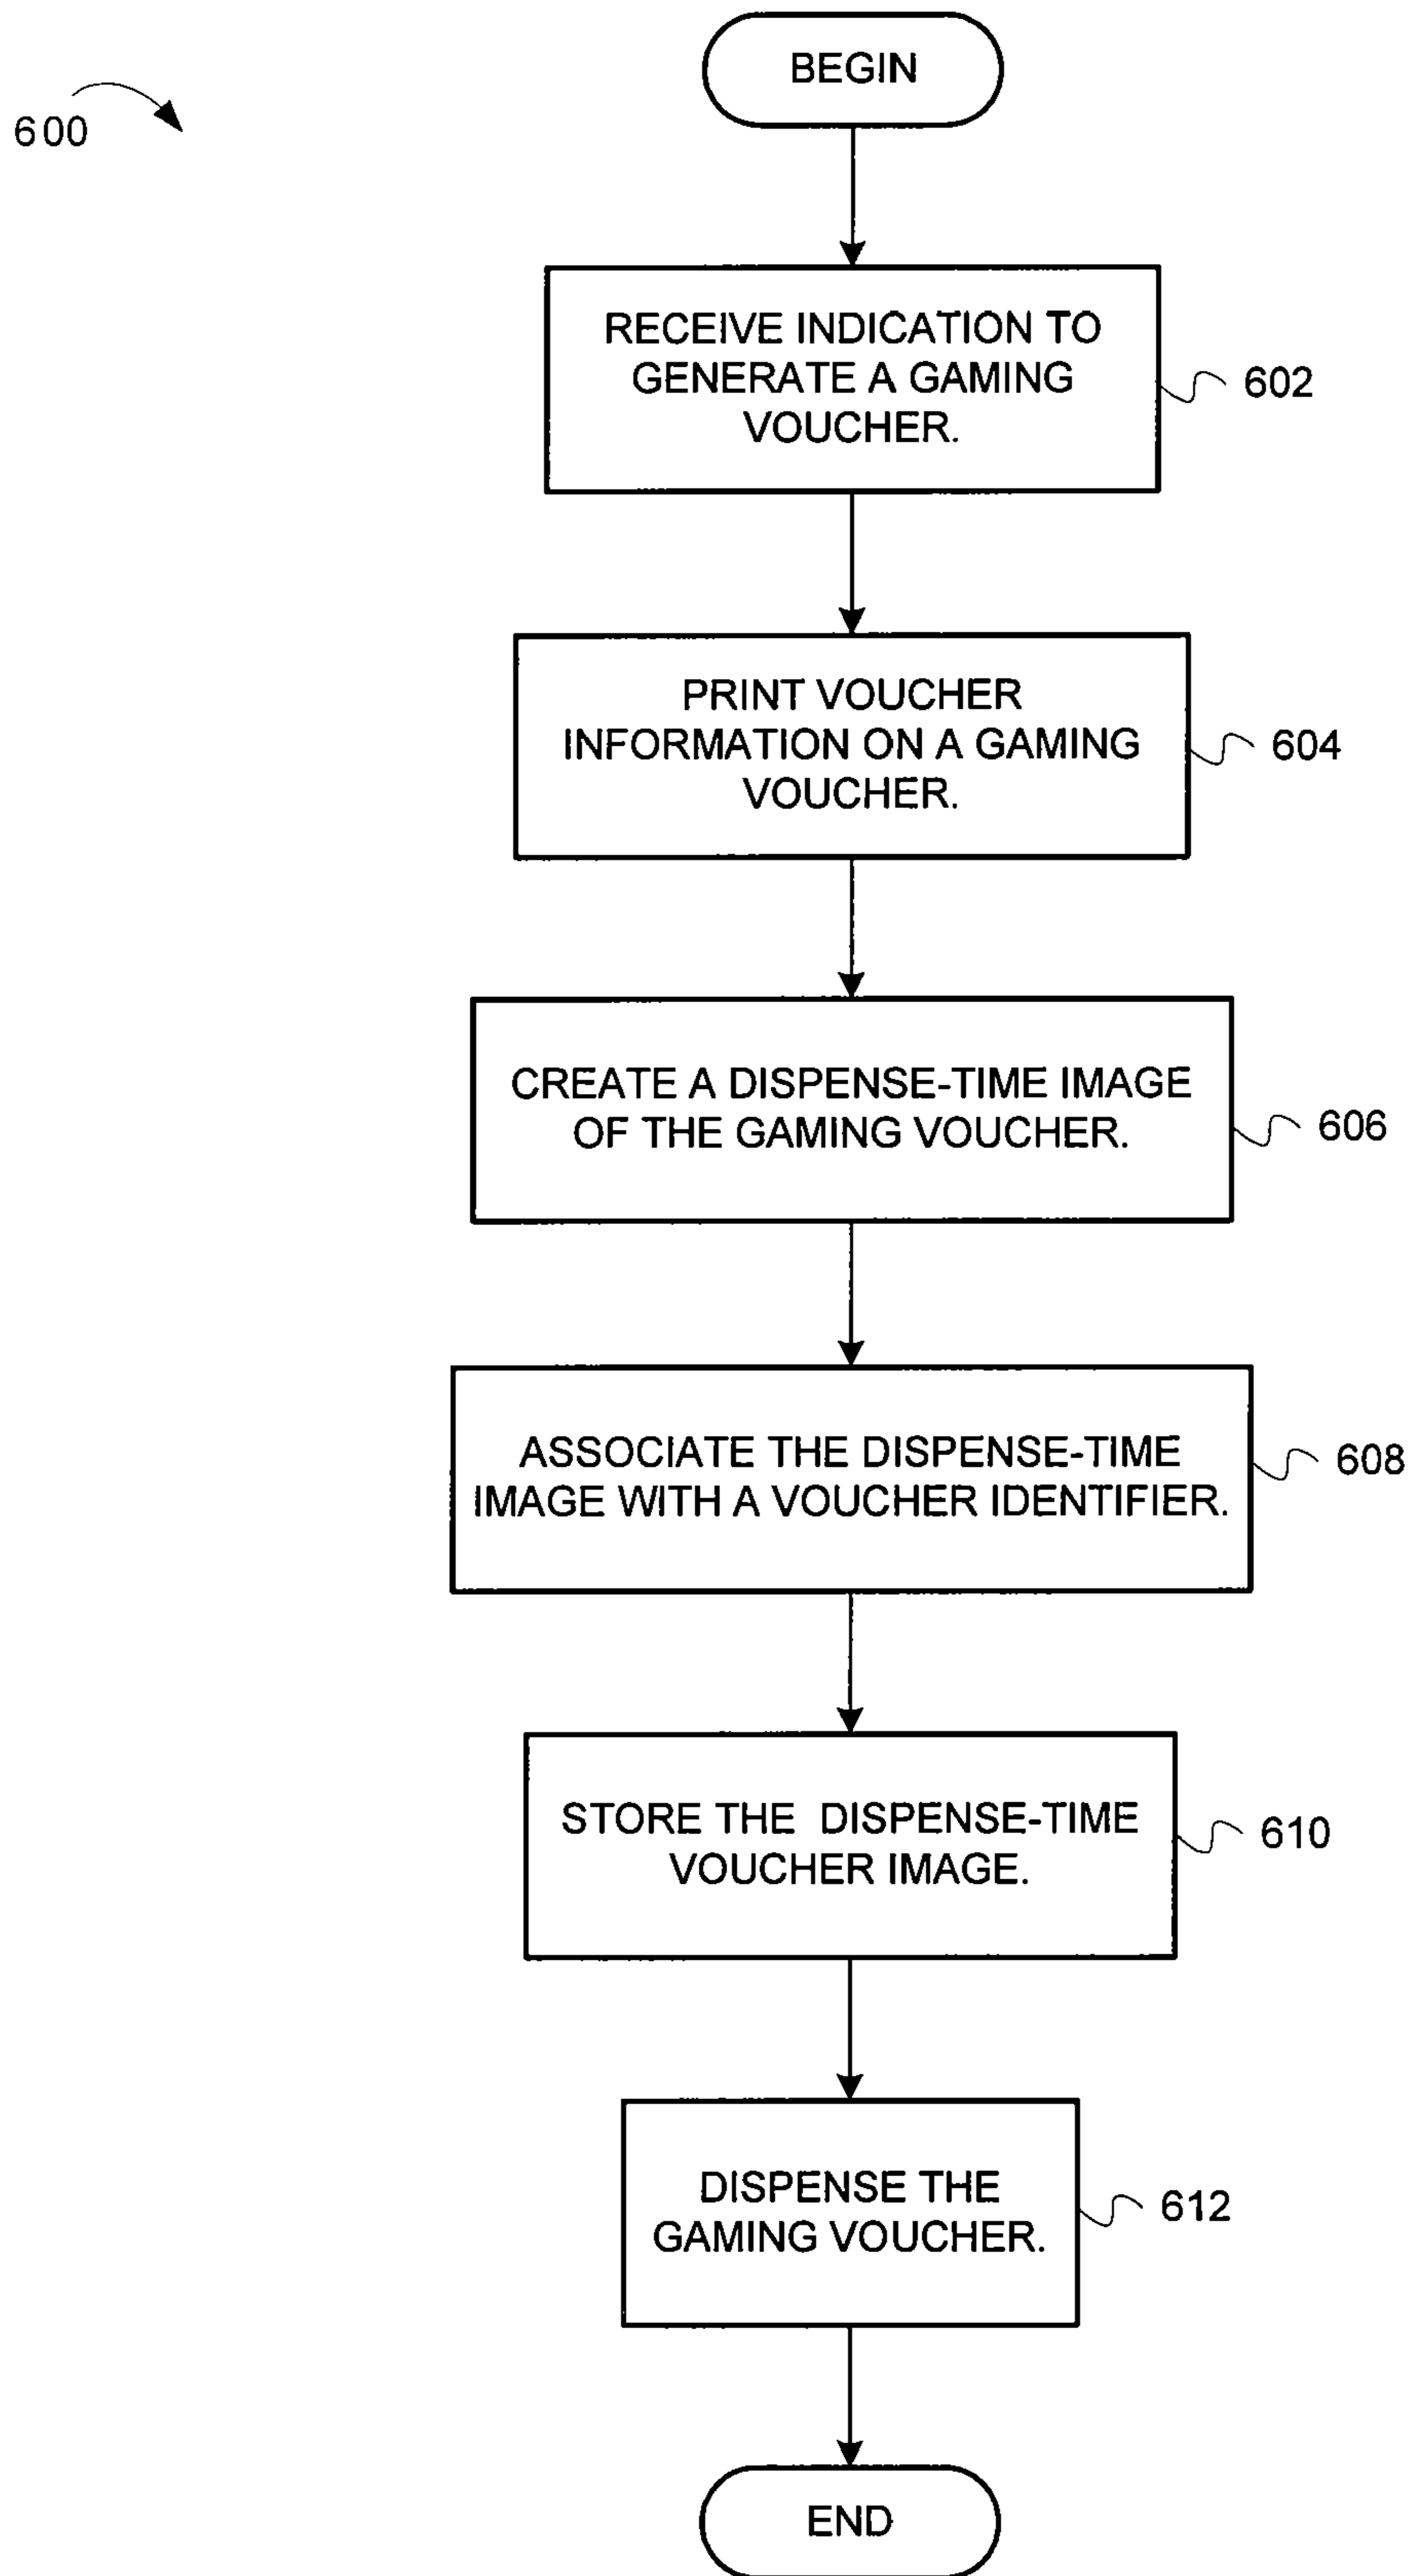 BEGIN
600
RECEIVE INDICATION TO
GENERATE A GAMING
VOUCHER.
602
PRINT VOUCHER
INFORMATION ON A GAMING
VOUCHER.
604
CREATE A DISPENSE-TIME IMAGE
OF THE GAMING VOUCHER.
606
ASSOCIATE THE DISPENSE-TIME
IMAGE WITH A VOUCHER IDENTIFIER.
608
STORE THE DISPENSE-TIME
VOUCHER IMAGE.
610
DISPENSE THE
GAMING VOUCHER.
612
END